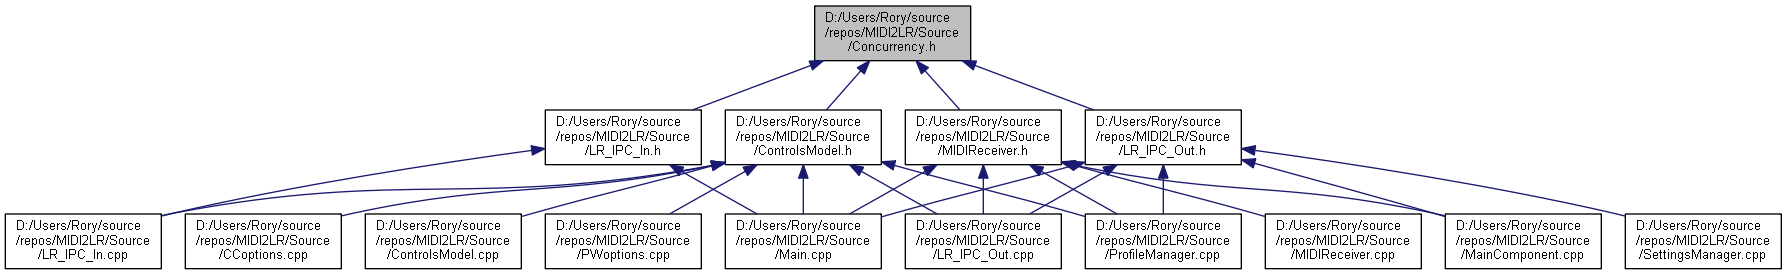 D:/Users/Rory/source
/repos/MIDI2LR/Source
/Concurrency.h
D:/Users/Rory/source
/repos/MIDI2LR/Source
/LR_IPC_In.h
D:/Users/Rory/source
/repos/MIDI2LR/Source
/ControlsModel.h
D:/Users/Rory/source
/repos/MIDI2LR/Source
/MIDIReceiver.h
D:/Users/Rory/source
/repos/MIDI2LR/Source
/LR_IPC_Out.h
D:/Users/Rory/source
/repos/MIDI2LR/Source
/LR_IPC_In.cpp
D:/Users/Rory/source
/repos/MIDI2LR/Source
/CCoptions.cpp
D:/Users/Rory/source
/repos/MIDI2LR/Source
/ControlsModel.cpp
D:/Users/Rory/source
/repos/MIDI2LR/Source
/PWoptions.cpp
D:/Users/Rory/source
/repos/MIDI2LR/Source
/Main.cpp
D:/Users/Rory/source
/repos/MIDI2LR/Source
/LR_IPC_Out.cpp
D:/Users/Rory/source
/repos/MIDI2LR/Source
/ProfileManager.cpp
D:/Users/Rory/source
/repos/MIDI2LR/Source
/MIDIReceiver.cpp
D:/Users/Rory/source
/repos/MIDI2LR/Source
/MainComponent.cpp
D:/Users/Rory/source
/repos/MIDI2LR/Source
/SettingsManager.cpp